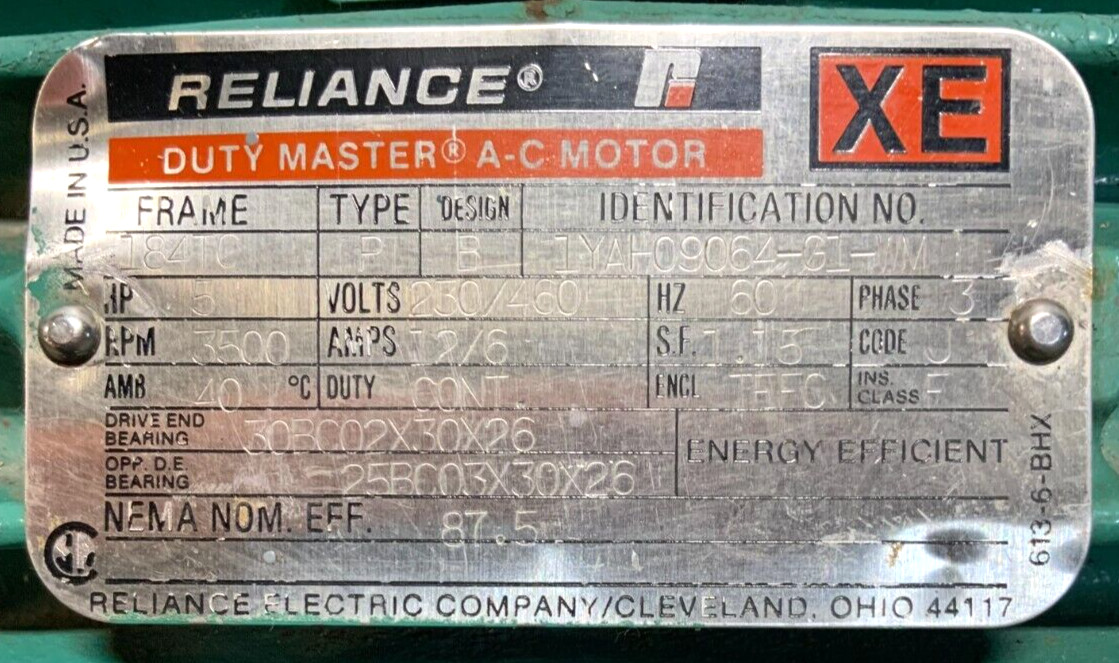 RELIANCE®
XE
DUTY MASTER® A-C MOTOR
MADE IN U.S.A.
FRAME TYPE DESIGN IDENTIFICATION NO.
184TC P B 1YAH09064-G1-WM
HP 5 VOLTS 230/460 HZ 60 PHASE 3
RPM 3500 AMPS 12/6 S.F. 1.15 CODE J
AMB 40 °C DUTY CONT. ENCL TEFC INS. CLASS F
DRIVE END BEARING 30BC02X30X26
ENERGY EFFICIENT
OPP. D.E. BEARING 25BC03X30X26
NEMA NOM. EFF. 87.5
613-6-BHX
RELIANCE ELECTRIC COMPANY/CLEVELAND, OHIO 44117